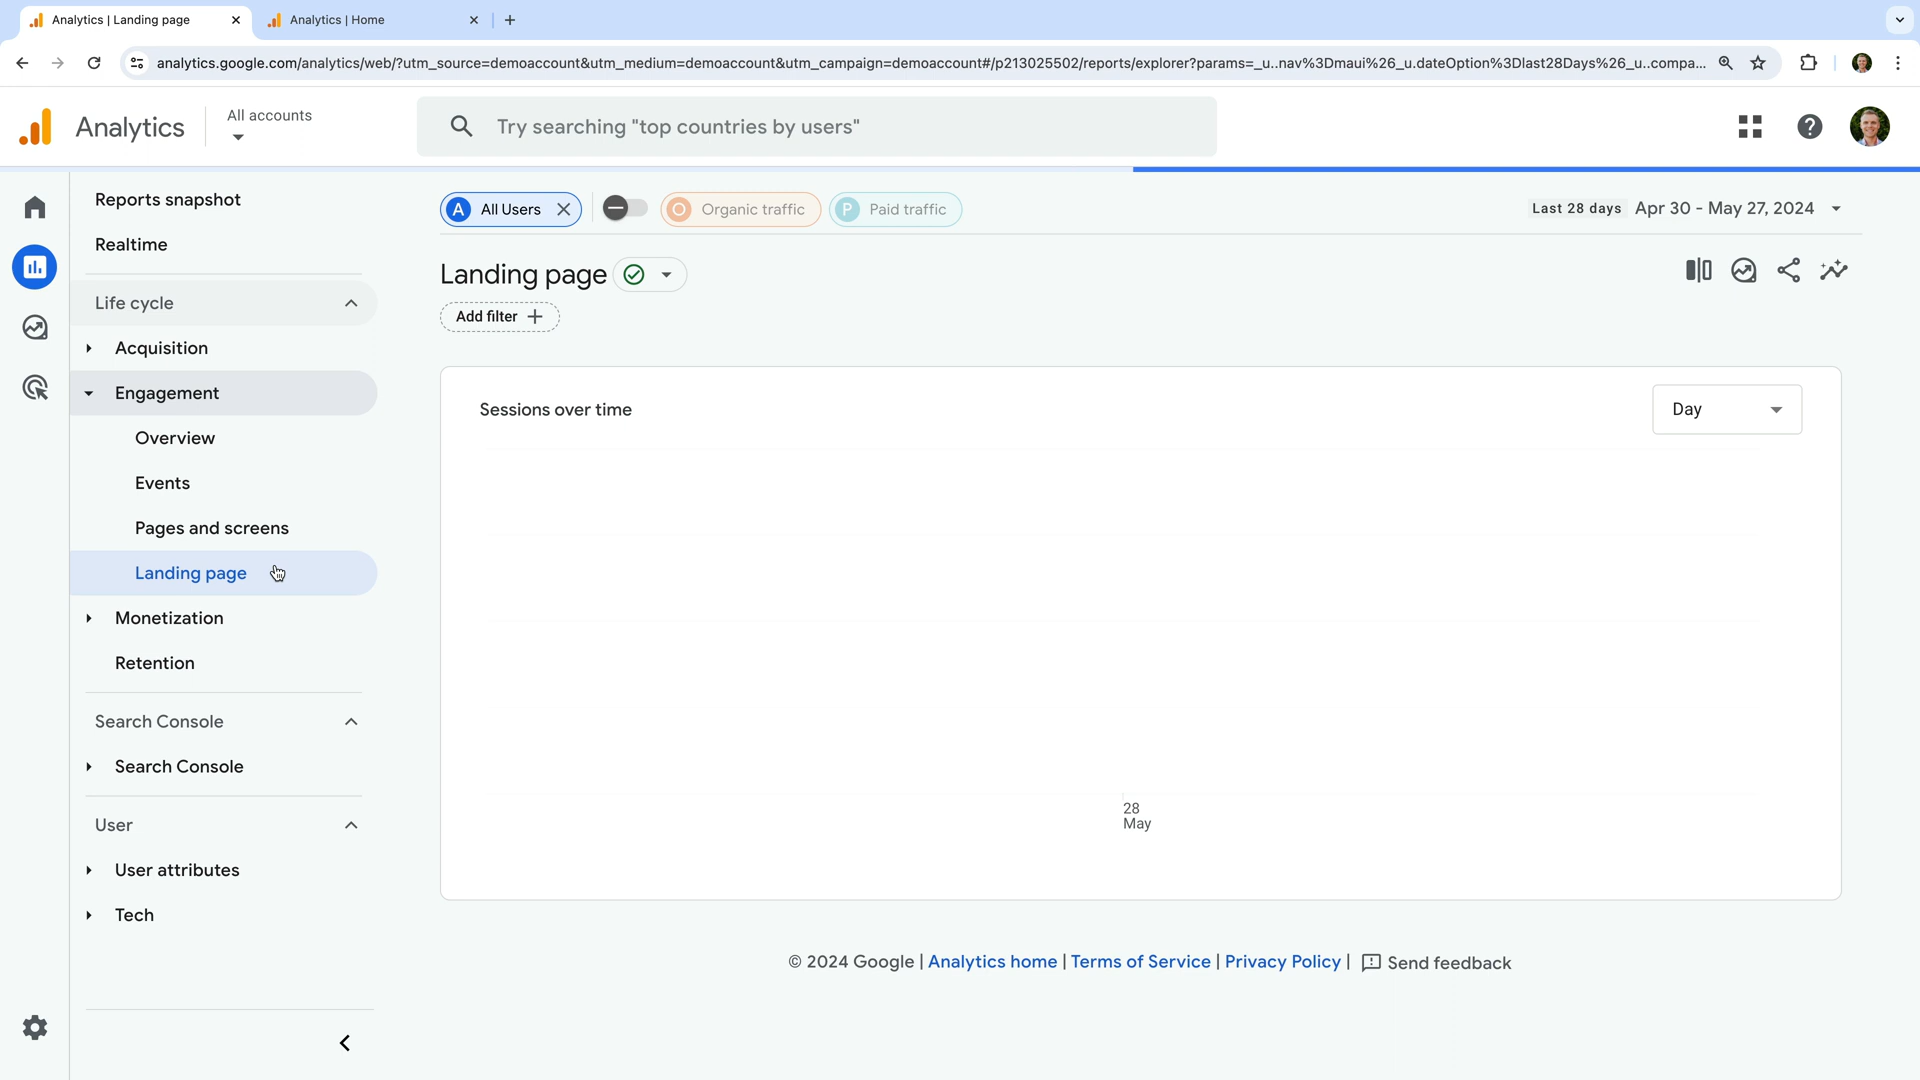 Analytics | Landing page
Analytics | Home
analytics.google.com/analytics/web/?utm_source=demoaccount&utm_medium=demoaccount&utm_campaign=demoaccount#/p213025502/reports/explorer?params=_u..nav%3Dmaui%26_u.dateOption%3Dlast28Days%26_u..compa...
Analytics
All accounts
Try searching "top countries by users"
Reports snapshot
Realtime
Life cycle
Acquisition
Engagement
Overview
Events
Pages and screens
Landing page
Monetization
Retention
Search Console
Search Console
User
User attributes
Tech
A All Users
O Organic traffic
P Paid traffic
Last 28 days Apr 30 - May 27, 2024
Landing page
Add filter
Sessions over time
Day
28
May
© 2024 Google | Analytics home | Terms of Service | Privacy Policy | Send feedback